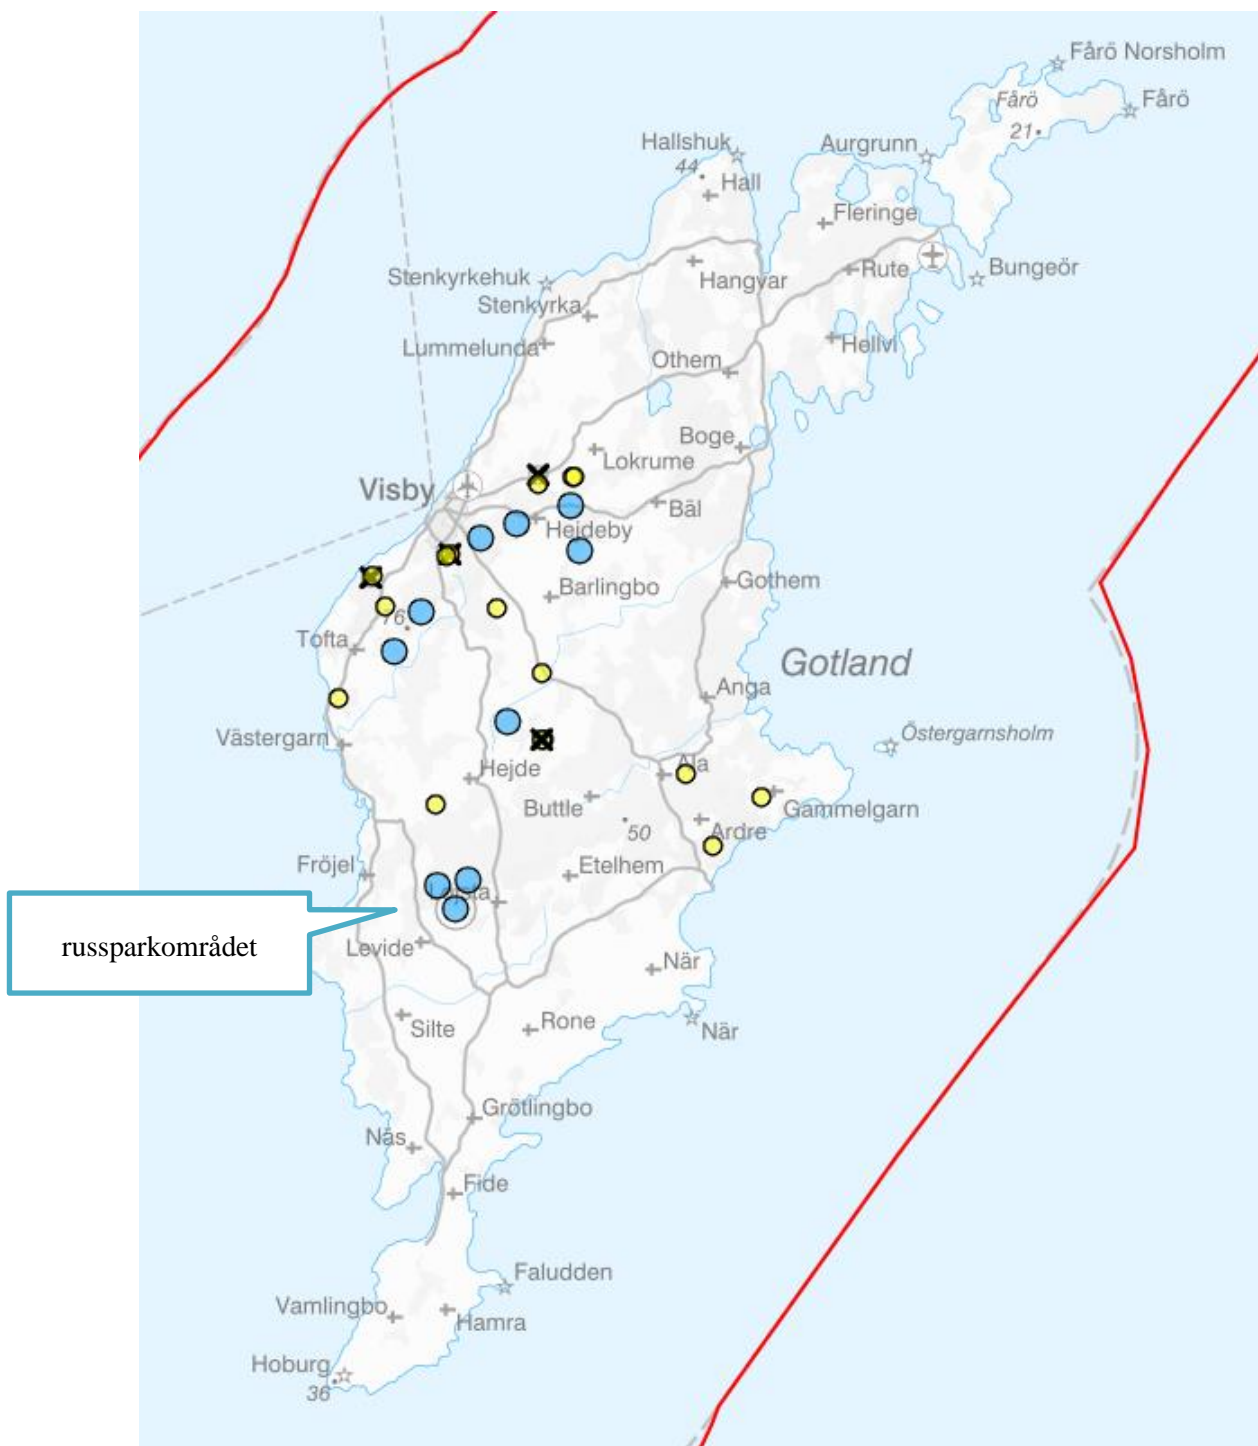 Fårö Norsholm
Fårö
Fårö
21
Hallshuk
Aurgrunn
44
Hall
Fleringe
Stenkyrkehuk
Hangvar
Rute
Bungeör
Stenkyrka
Lummelunda
Hellvi
Othem
Boge
Lokrume
Visby
Bäl
Hejdeby
Barlingbo
Gothem
76
Tofta
Gotland
Anga
Västergarn
Östergarnsholm
Hejde
Ala
Buttle
Gammelgarn
50
Ardre
Fröjel
Etelhem
Lojsta
russparkområdet
Levide
När
Silte
Rone
När
Grötlingbo
Näs
Fide
Faludden
Vamlingbo
Hamra
Hoburg
36